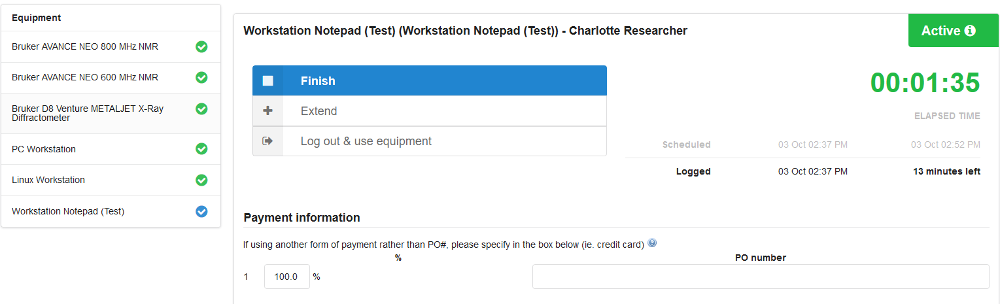 Equipment
Bruker AVANCE NEO 800 MHz NMR
Bruker AVANCE NEO 600 MHz NMR
Bruker D8 Venture METALJET X-Ray
Diffractometer
PC Workstation
Linux Workstation
Workstation Notepad (Test)
Workstation Notepad (Test) (Workstation Notepad (Test)) - Charlotte Researcher
Active
Finish
Extend
Log out & use equipment
00:01:35
ELAPSED TIME
Scheduled 03 Oct 02:37 PM 03 Oct 02:52 PM
Logged 03 Oct 02:37 PM 13 minutes left
Payment information
If using another form of payment rather than PO#, please specify in the box below (ie. credit card)
% PO number
1 100.0 %